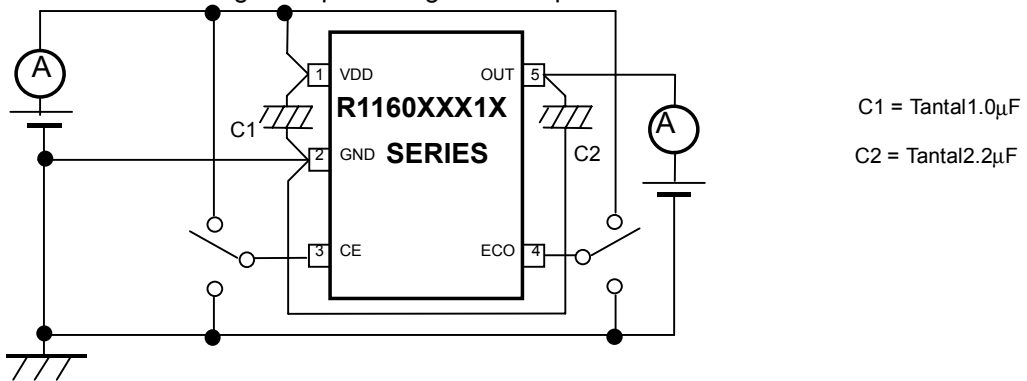 A
1
VDD
OUT
5
R1160XXX1X
C1
A
C1 = Tantal1.0μF
2
GND
SERIES
C2
C2 = Tantal2.2μF
3
CE
ECO
4